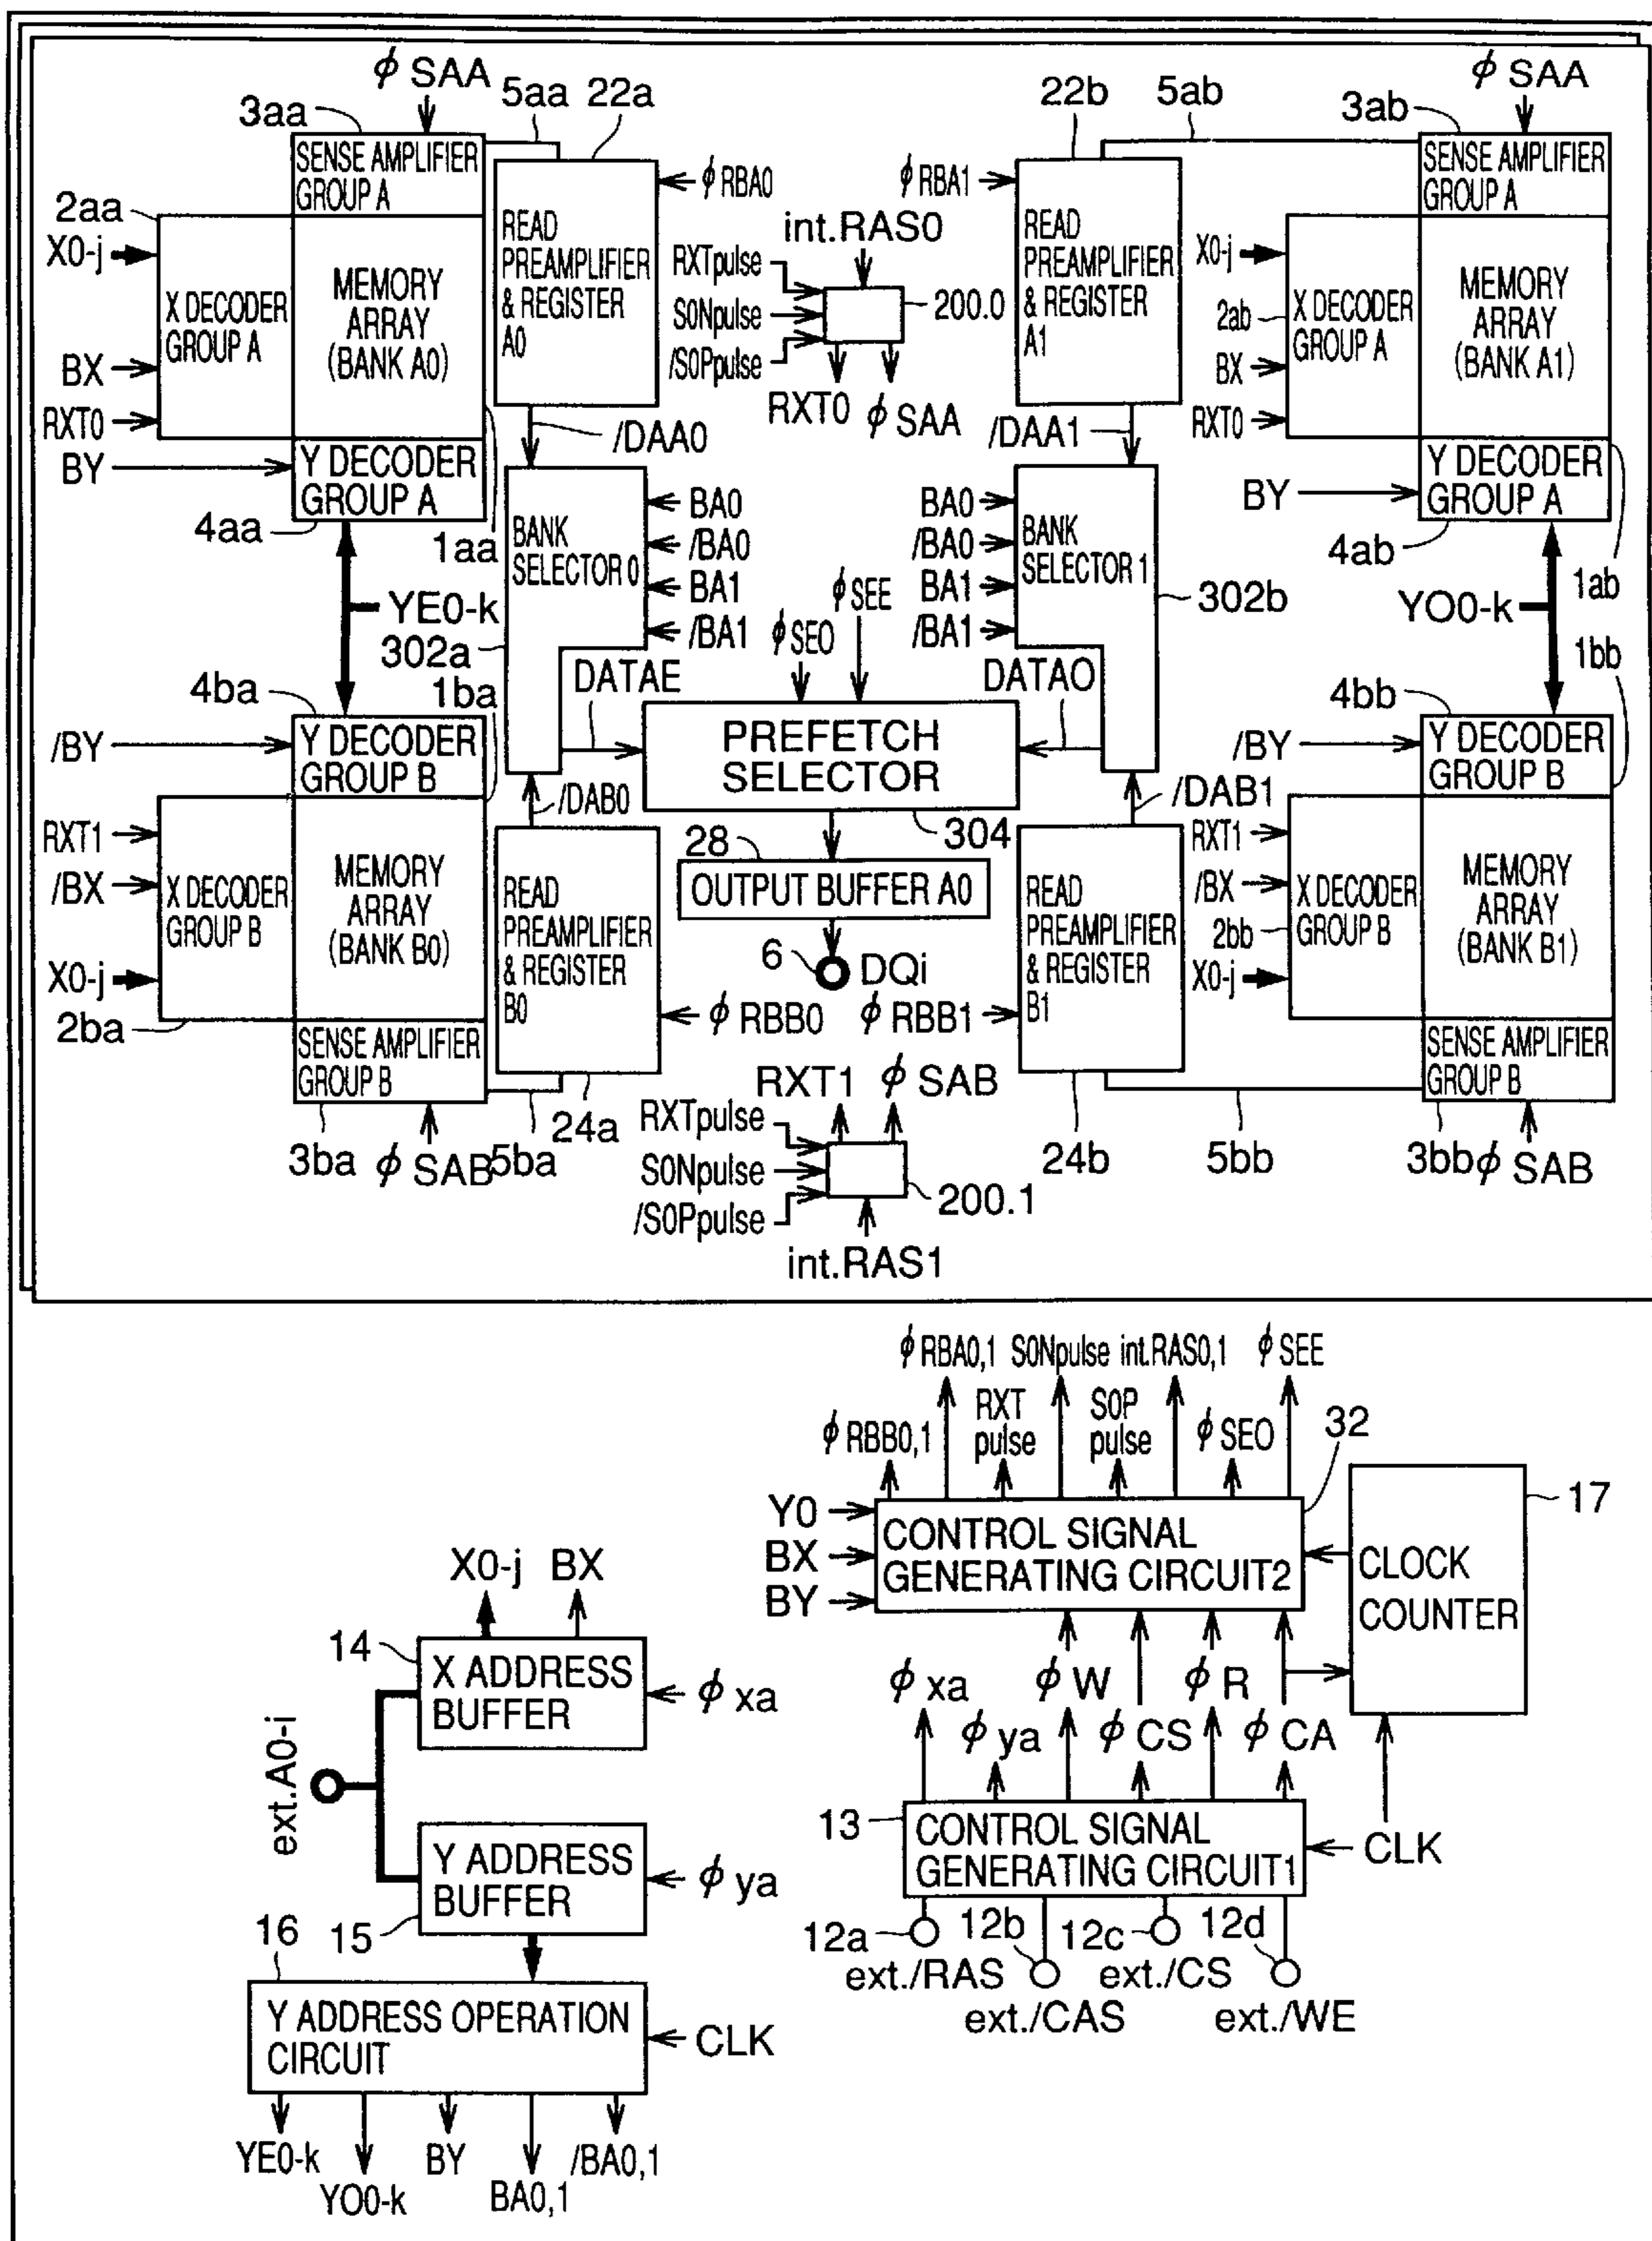 φ SAA
3aa
5aa
22a
22b
5ab
3ab
φ SAA
SENSE AMPLIFIER
GROUP A
2aa
X0-j
X DECODER
GROUP A
MEMORY
ARRAY
(BANK A0)
BX
RXT0
BY
Y DECODER
GROUP A
4aa
1aa
READ
PREAMPLIFIER
& REGISTER
A0
φ RBA0
φ RBA1
int.RAS0
RXTpulse
S0Npulse
/S0Ppulse
200.0
RXT0
φ SAA
READ
PREAMPLIFIER
& REGISTER
A1
SENSE AMPLIFIER
GROUP A
X0-j
2ab
X DECODER
GROUP A
MEMORY
ARRAY
(BANK A1)
BX
RXT0
BY
Y DECODER
GROUP A
4ab
1ab
/DAA0
/DAA1
BANK
SELECTOR 0
BA0
/BA0
BA1
/BA1
φ SEO
φ SEE
BA0
/BA0
BA1
/BA1
BANK
SELECTOR 1
302b
YE0-k
302a
YO0-k
1bb
4ba
1ba
DATAE
DATAO
4bb
PREFETCH
SELECTOR
304
/BY
Y DECODER
GROUP B
RXT1
/BX
X DECODER
GROUP B
MEMORY
ARRAY
(BANK B0)
X0-j
2ba
SENSE AMPLIFIER
GROUP B
3ba
φ SAB
5ba
/DAB0
READ
PREAMPLIFIER
& REGISTER
B0
24a
28
OUTPUT BUFFER A0
6
DQi
φ RBB0
φ RBB1
RXT1
φ SAB
RXTpulse
S0Npulse
/S0Ppulse
200.1
int.RAS1
/DAB1
READ
PREAMPLIFIER
& REGISTER
B1
24b
5bb
/BY
Y DECODER
GROUP B
RXT1
/BX
2bb
X DECODER
GROUP B
X0-j
MEMORY
ARRAY
(BANK B1)
SENSE AMPLIFIER
GROUP B
3bb
φ SAB
φ RBA0,1
S0Npulse
int.RAS0,1
φ SEE
φ RBB0,1
RXT
pulse
S0P
pulse
φ SEO
32
17
Y0
BX
BY
CONTROL SIGNAL
GENERATING CIRCUIT2
CLOCK
COUNTER
φ xa
φ W
φ R
φ ya
φ CS
φ CA
13
CONTROL SIGNAL
GENERATING CIRCUIT1
CLK
12a
12b
12c
12d
ext./RAS
ext./CS
ext./CAS
ext./WE
X0-j
BX
14
X ADDRESS
BUFFER
φ xa
ext.A0-i
Y ADDRESS
BUFFER
φ ya
15
16
Y ADDRESS OPERATION
CIRCUIT
CLK
YE0-k
YO0-k
BY
BA0,1
/BA0,1